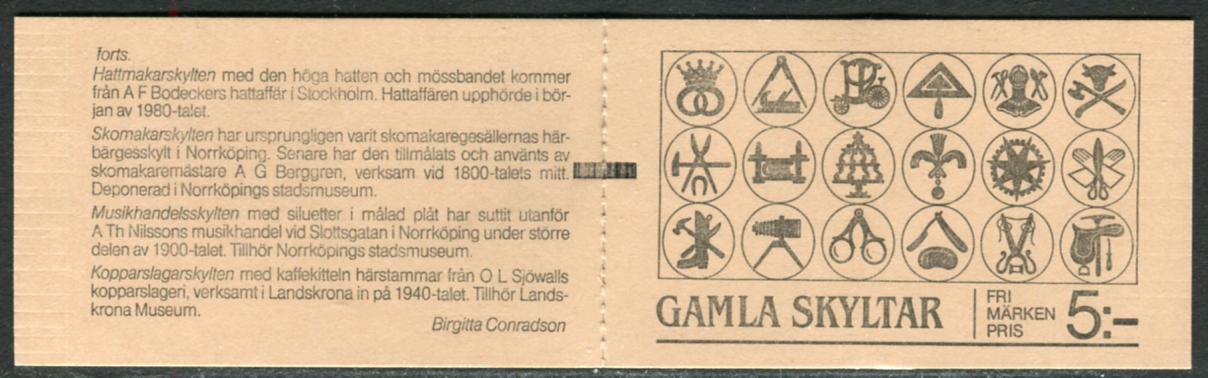 forts.
Hattmakarskylten med den höga hatten och mössbandet kommer
från A F Bodeckers hattaffär i Stockholm. Hattaffären upphörde i bör-
jan av 1980-talet.
Skomakarskylten har ursprungligen varit skomakaregesällernas här-
bärgesskylt i Norrköping. Senare har den tillmålats och använts av
skomakaremästare A G Berggren, verksam vid 1800-talets mitt.
Deponerad i Norrköpings stadsmuseum.
Musikhandelsskylten med siluetter i målad plåt har suttit utanför
A Th Nilssons musikhandel vid Slottsgatan i Norrköping under större
delen av 1900-talet. Tillhör Norrköpings stadsmuseum.
Kopparslagarskylten med kaffekitteln härstammar från O L Sjöwalls
kopparslageri, verksamt i Landskrona in på 1940-talet. Tillhör Lands-
krona Museum.
Birgitta Conradson
GAMLA SKYLTAR
FRI
MÄRKEN
PRIS
5:-